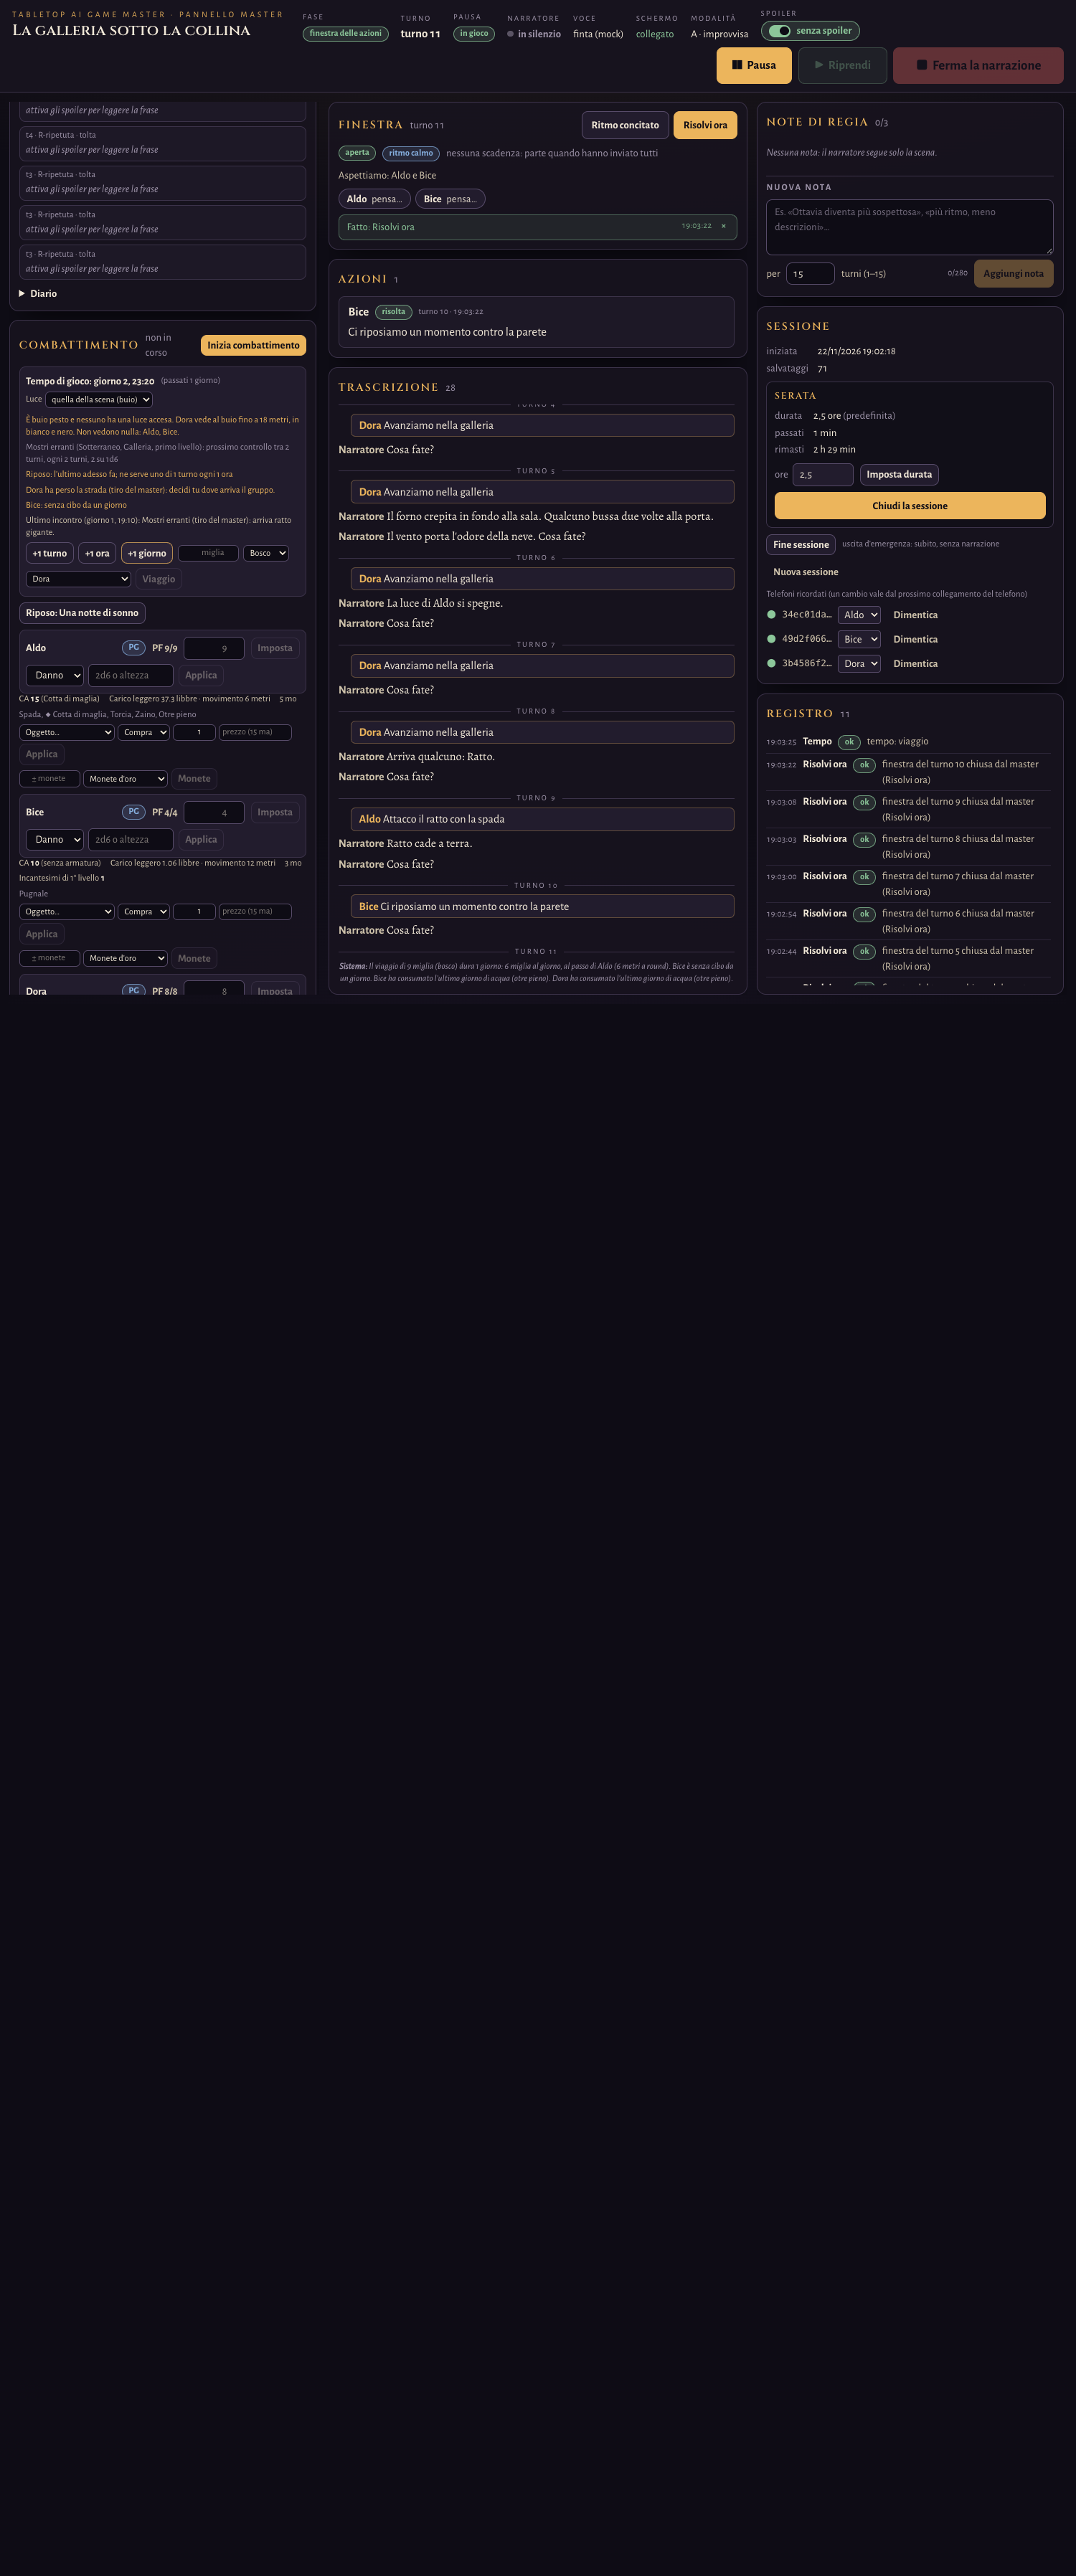 TABLETOP AI GAME MASTER · PANNELLO MASTER
LA GALLERIA SOTTO LA COLLINA
FASE
finestra delle azioni
TURNO
turno 11
PAUSA
in gioco
NARRATORE
in silenzio
VOCE
finta (mock)
SCHERMO
collegato
MODALITÀ
A · improvvisa
SPOILER
senza spoiler
Pausa
Riprendi
Ferma la narrazione
attiva gli spoiler per leggere la frase
t4 · R-ripetuta · tolta
attiva gli spoiler per leggere la frase
t3 · R-ripetuta · tolta
attiva gli spoiler per leggere la frase
t3 · R-ripetuta · tolta
attiva gli spoiler per leggere la frase
t3 · R-ripetuta · tolta
attiva gli spoiler per leggere la frase
Diario
COMBATTIMENTO
non in
corso
Inizia combattimento
Tempo di gioco: giorno 2, 23:20 (passati 1 giorno)
Luce quella della scena (buio)
È buio pesto e nessuno ha una luce accesa. Dora vede al buio fino a 18 metri, in
bianco e nero. Non vedono nulla: Aldo, Bice.
Mostri erranti (Sotterraneo, Galleria, primo livello): prossimo controllo tra 2
turni, ogni 2 turni, 2 su 1d6
Riposo: l'ultimo adesso fa; ne serve uno di 1 turno ogni 1 ora
Dora ha perso la strada (tiro del master): decidi tu dove arriva il gruppo.
Bice: senza cibo da un giorno
Ultimo incontro (giorno 1, 19:10): Mostri erranti (tiro del master): arriva ratto
gigante.
+1 turno +1 ora +1 giorno miglia Bosco
Dora Viaggio
Riposo: Una notte di sonno
Aldo PG PF 9/9 9 Imposta
Danno 2d6 o altezza Applica
CA 15 (Cotta di maglia) Carico leggero 37.3 libbre · movimento 6 metri 5 mo
Spada, ◆ Cotta di maglia, Torcia, Zaino, Otre pieno
Oggetto... Compra 1 prezzo (15 ma)
Applica
± monete Monete d'oro Monete
Bice PG PF 4/4 4 Imposta
Danno 2d6 o altezza Applica
CA 10 (senza armatura) Carico leggero 1.06 libbre · movimento 12 metri 3 mo
Incantesimi di 1° livello 1
Pugnale
Oggetto... Compra 1 prezzo (15 ma)
Applica
± monete Monete d'oro Monete
Dora PG PF 8/8 8 Imposta
FINESTRA turno 11
Ritmo concitato Risolvi ora
aperta ritmo calmo nessuna scadenza: parte quando hanno inviato tutti
Aspettiamo: Aldo e Bice
Aldo pensa... Bice pensa...
Fatto: Risolvi ora 19:03:22 ×
AZIONI 1
Bice risolta turno 10 · 19:03:22
Ci riposiamo un momento contro la parete
TRASCRIZIONE 28
TURNO 4
Dora Avanziamo nella galleria
Narratore Cosa fate?
TURNO 5
Dora Avanziamo nella galleria
Narratore Il forno crepita in fondo alla sala. Qualcuno bussa due volte alla porta.
Narratore Il vento porta l'odore della neve. Cosa fate?
TURNO 6
Dora Avanziamo nella galleria
Narratore La luce di Aldo si spegne.
Narratore Cosa fate?
TURNO 7
Dora Avanziamo nella galleria
Narratore Cosa fate?
TURNO 8
Dora Avanziamo nella galleria
Narratore Arriva qualcuno: Ratto.
Narratore Cosa fate?
TURNO 9
Aldo Attacco il ratto con la spada
Narratore Ratto cade a terra.
Narratore Cosa fate?
TURNO 10
Bice Ci riposiamo un momento contro la parete
Narratore Cosa fate?
TURNO 11
Sistema: Il viaggio di 9 miglia (bosco) dura 1 giorno: 6 miglia al giorno, al passo di Aldo (6 metri a round). Bice è senza cibo da
un giorno. Bice ha consumato l'ultimo giorno di acqua (otre pieno). Dora ha consumato l'ultimo giorno di acqua (otre pieno).
NOTE DI REGIA 0/3
Nessuna nota: il narratore segue solo la scena.
NUOVA NOTA
Es. «Ottavia diventa più sospettosa», «più ritmo, meno
descrizioni»...
per 15 turni (1–15) 0/280 Aggiungi nota
SESSIONE
iniziata 22/11/2026 19:02:18
salvataggi 71
SERATA
durata 2,5 ore (predefinita)
passati 1 min
rimasti 2 h 29 min
ore 2,5 Imposta durata
Chiudi la sessione
Fine sessione uscita d'emergenza: subito, senza narrazione
Nuova sessione
Telefoni ricordati (un cambio vale dal prossimo collegamento del telefono)
34ec01da... Aldo Dimentica
49d2f066... Bice Dimentica
3b4586f2... Dora Dimentica
REGISTRO 11
19:03:25 Tempo ok tempo: viaggio
19:03:22 Risolvi ora ok finestra del turno 10 chiusa dal master
(Risolvi ora)
19:03:08 Risolvi ora ok finestra del turno 9 chiusa dal master
(Risolvi ora)
19:03:03 Risolvi ora ok finestra del turno 8 chiusa dal master
(Risolvi ora)
19:03:00 Risolvi ora ok finestra del turno 7 chiusa dal master
(Risolvi ora)
19:02:54 Risolvi ora ok finestra del turno 6 chiusa dal master
(Risolvi ora)
19:02:44 Risolvi ora ok finestra del turno 5 chiusa dal master
(Risolvi ora)